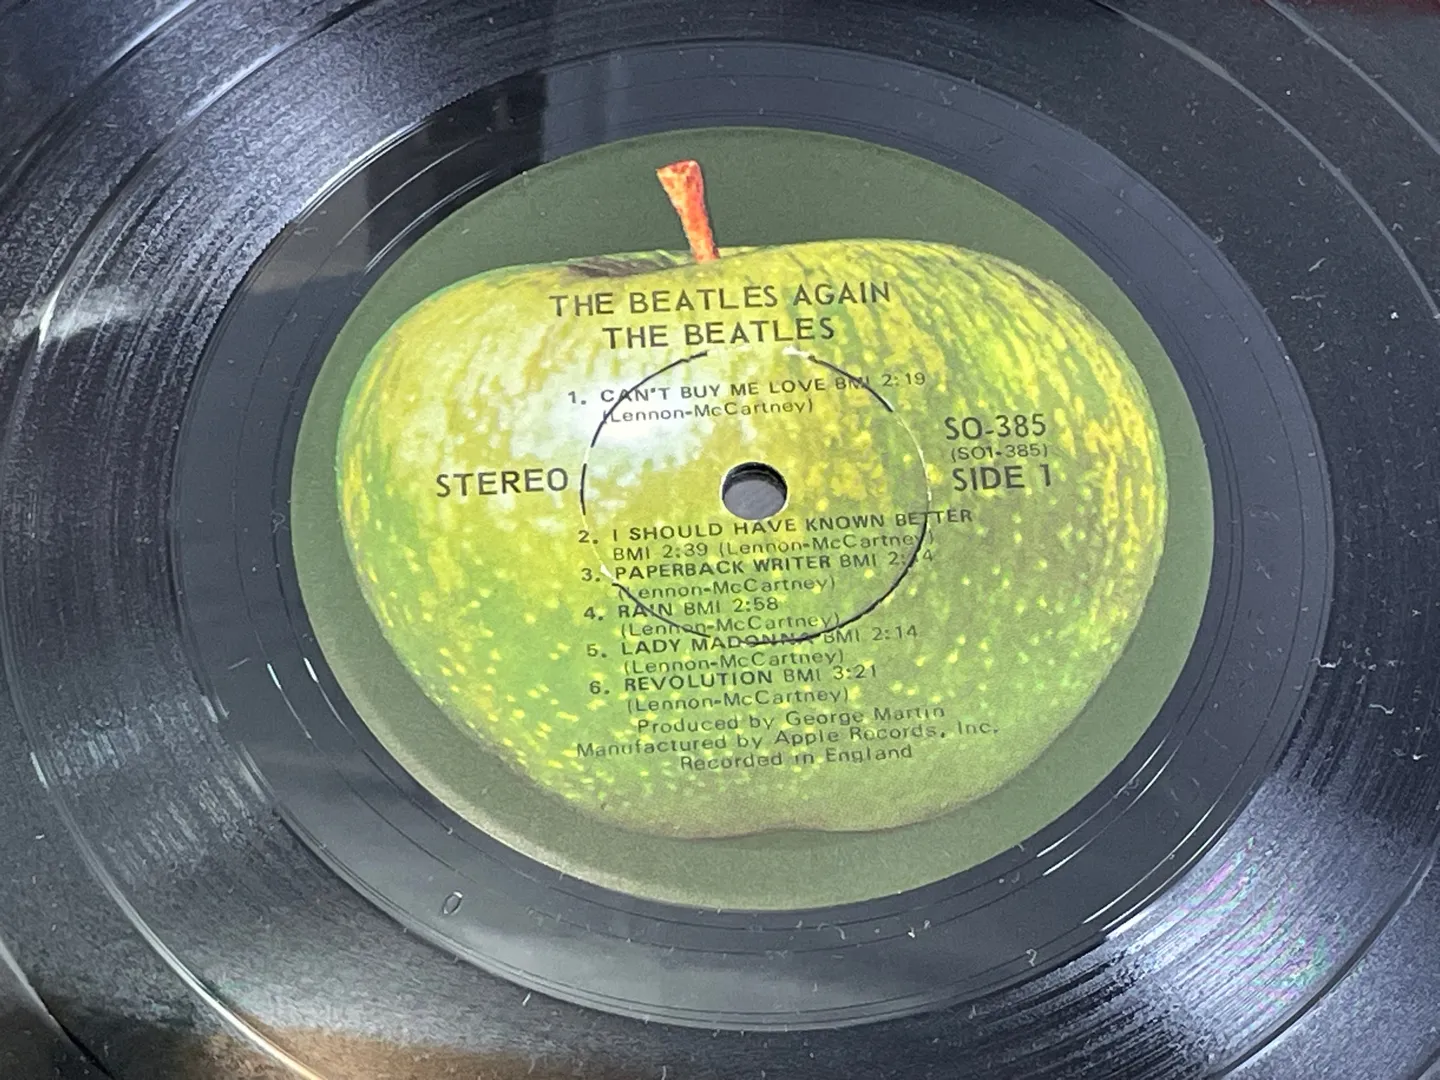 THE BEATLES AGAIN
THE BEATLES
1. CAN'T BUY ME LOVE BMI 2:19
(Lennon-McCartney)
STEREO
SO-385
(SO1-385)
SIDE 1
2. I SHOULD HAVE KNOWN BETTER
BMI 2:39 (Lennon-McCartney)
3. PAPERBACK WRITER BMI
(Lennon-McCartney)
4. RAIN BMI 2:58
(Lennon-McCartney)
5. LADY MADONNA BMI 2:14
(Lennon-McCartney)
6. REVOLUTION BMI 3:21
(Lennon-McCartney)
Produced by George Martin
Manufactured by Apple Records, Inc.
Recorded in England